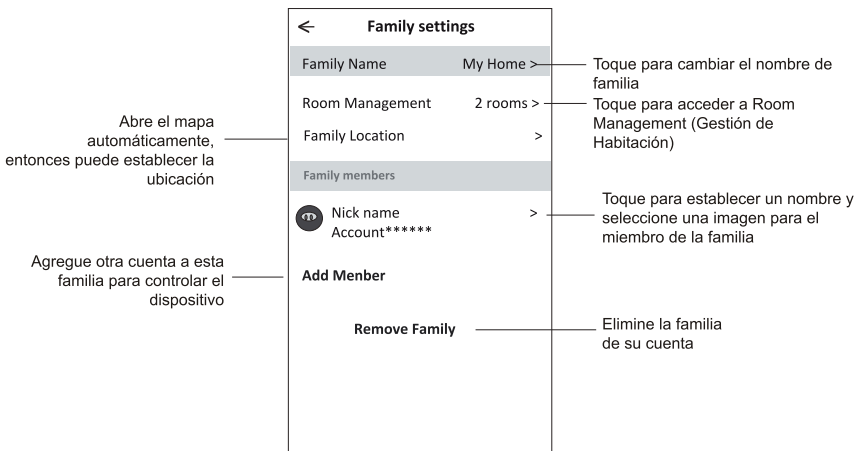 Family settings
Family Name My Home >
Room Management 2 rooms >
Family Location >
Family members
Nick name >
Account******
Add Menber
Remove Family
Abre el mapa
automáticamente,
entonces puede establecer la
ubicación
Agregue otra cuenta a esta
familia para controlar el
dispositivo
Toque para cambiar el nombre de
familia
Toque para acceder a Room
Management (Gestión de
Habitación)
Toque para establecer un nombre y
seleccione una imagen para el
miembro de la familia
Elimine la familia
de su cuenta